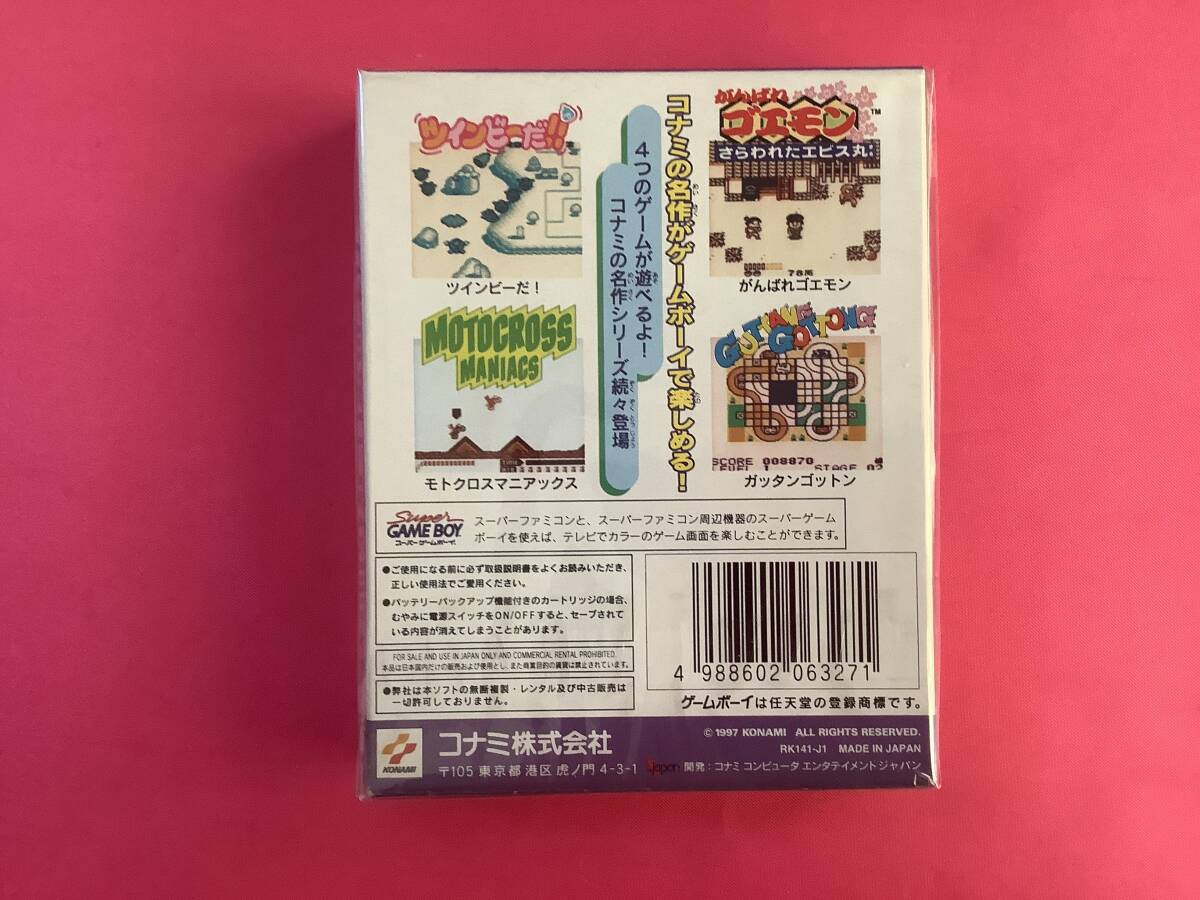 ツインビーだ!!
ツインビーだ!
MOTOCROSS
MANIACS
TIME
モトクロスマニアックス
コナミの名作がゲームボーイで楽しめる!
4つのゲームが遊べるよ!
コナミの名作シリーズ続々登場
がんばれ
ゴエモン™
さらわれたエビス丸
78両
がんばれゴエモン
GUTTANG
GOTTONG
SCORE 008870
LEVEL 1 STAGE 02
ガッタンゴットン
Super
GAME BOY
スーパーゲームボーイ
スーパーファミコンと、スーパーファミコン周辺機器のスーパーゲーム
ボーイを使えば、テレビでカラーのゲーム画面を楽しむことができます。
●ご使用になる前に必ず取扱説明書をよくお読みいただき、
正しい使用法でご愛用ください。
●バッテリーバックアップ機能付きのカートリッジの場合、
むやみに電源スイッチをON/OFFすると、セーブされて
いる内容が消えてしまうことがあります。
FOR SALE AND USE IN JAPAN ONLY AND COMMERCIAL RENTAL PROHIBITED.
本品は日本国内だけの販売および使用とし、また商業目的の賃貸は禁止されています。
●弊社は本ソフトの無断複製・レンタル及び中古販売は
一切許可しておりません。
4 988602 063271
ゲームボーイは任天堂の登録商標です。
KONAMI
コナミ株式会社
〒105 東京都 港区 虎ノ門 4-3-1
© 1997 KONAMI ALL RIGHTS RESERVED.
RK141-J1 MADE IN JAPAN
Japan 開発:コナミ コンピュータ エンタテイメント ジャパン